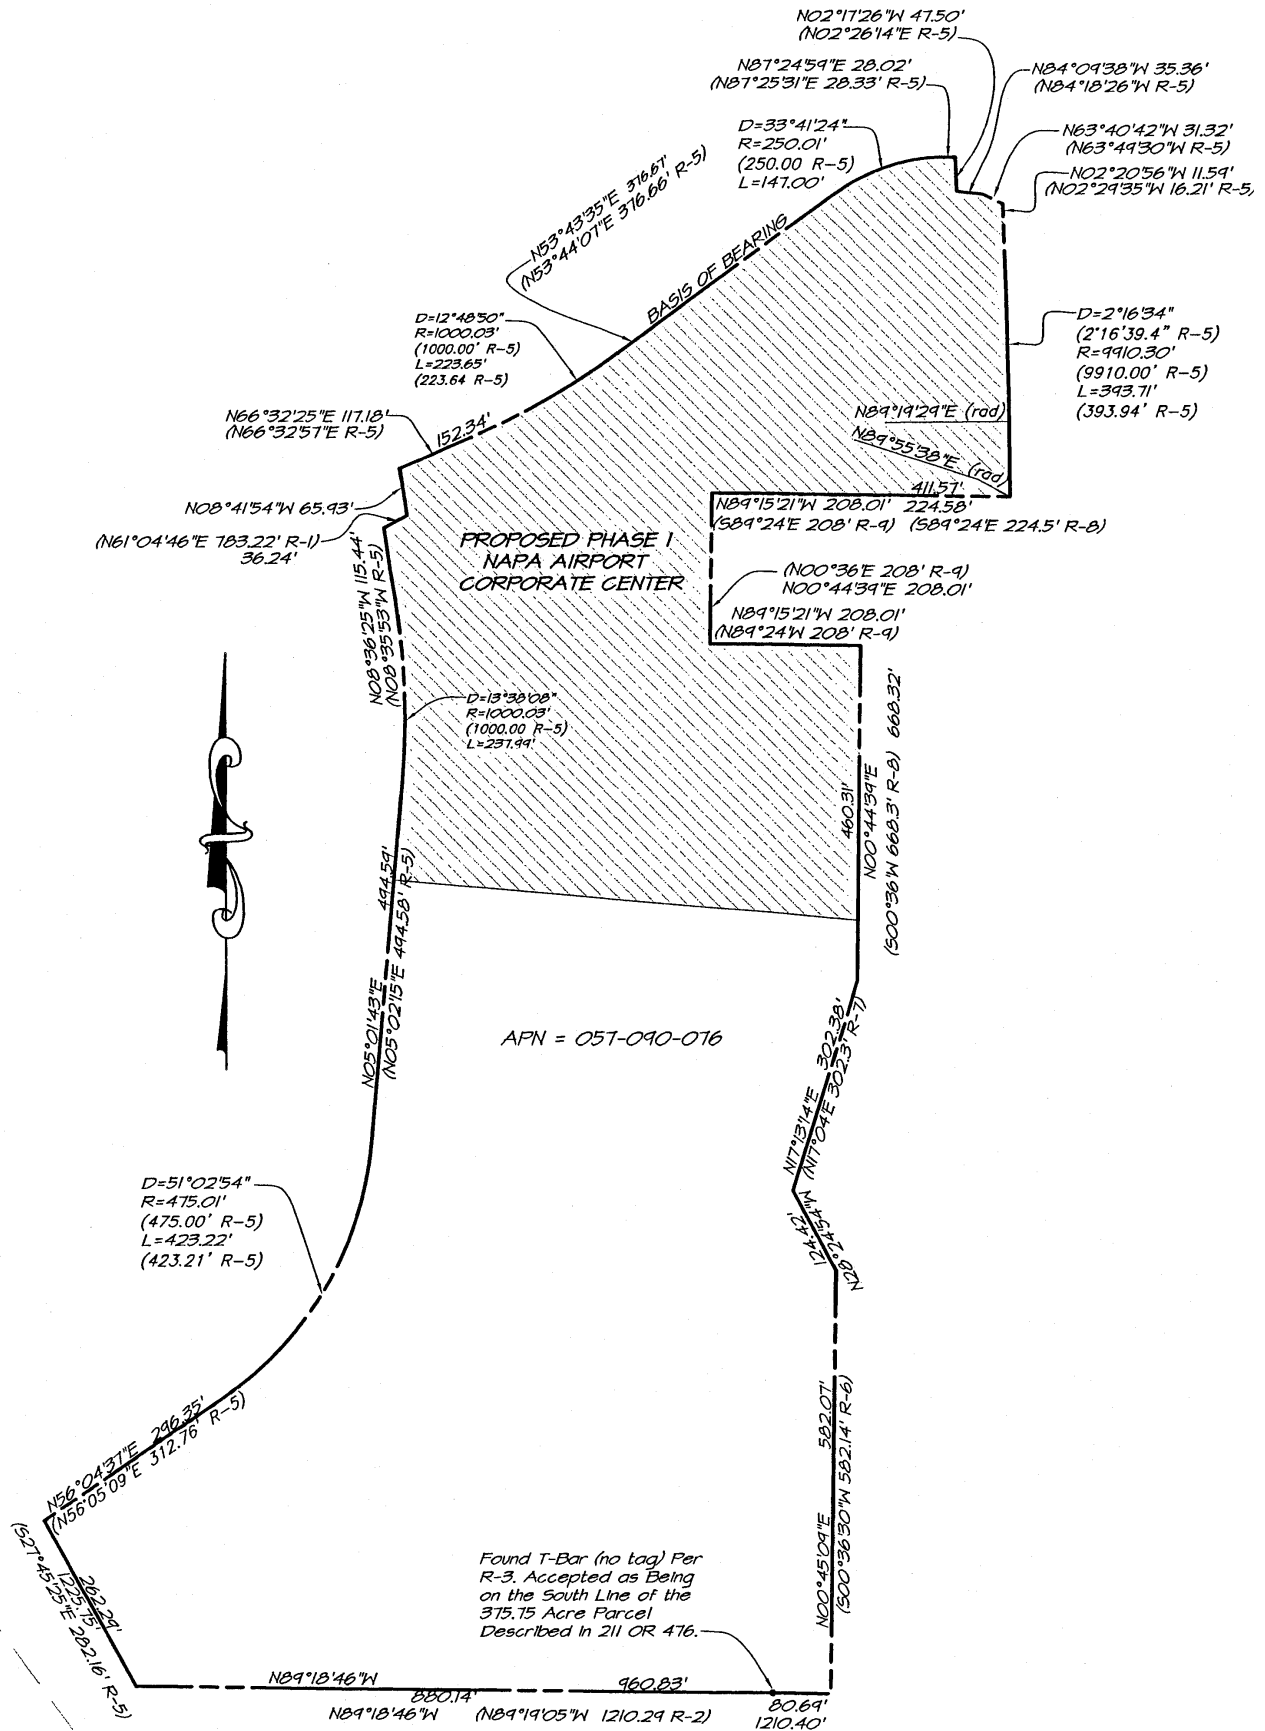 N02°17'26"W 47.50'
(N02°26'14"E R-5)
N87°24'59"E 28.02'
(N87°25'31"E 28.33' R-5)
N84°09'38"W 35.36'
(N84°18'26"W R-5)
D=33°41'24"
R=250.01'
(250.00 R-5)
L=147.00'
N63°40'42"W 31.32'
(N63°49'30"W R-5)
N02°20'56"W 11.59'
(N02°29'35"W 16.21' R-5)
N53°43'35"E 376.67'
(N53°44'07"E 376.66' R-5)
BASIS OF BEARING
D=12°48'50"
R=1000.03'
(1000.00' R-5)
L=223.65'
(223.64 R-5)
D=2°16'34"
(2°16'39.4" R-5)
R=9910.30'
(9910.00' R-5)
L=393.71'
(393.94' R-5)
N66°32'25"E 117.18'
(N66°32'57"E R-5)
152.34'
N89°19'29"E (rad)
N89°55'38"E (rad)
411.57'
N89°15'21"W 208.01' 224.58'
(S89°24'E 208' R-9) (S89°24'E 224.5' R-8)
N08°41'54"W 65.93'
(N61°04'46"E 783.22' R-1)
36.24'
PROPOSED PHASE 1
NAPA AIRPORT
CORPORATE CENTER
(N00°36'E 208' R-9)
N00°44'39"E 208.01'
N89°15'21"W 208.01'
(N89°24'W 208' R-9)
N08°36'25"W 115.44'
(N08°35'53"W R-5)
D=13°38'08"
R=1000.03'
(1000.00 R-5)
L=237.99'
460.31'
N00°44'39"E 668.32'
(S00°36'W 668.3' R-8)
N05°01'43"E 494.59'
(N05°02'15"E 494.58' R-5)
APN = 057-090-076
N17°13'14"E 302.38'
(N17°04'E 302.3' R-7)
124.42'
N28°24'54"W
D=51°02'54"
R=475.01'
(475.00' R-5)
L=423.22'
(423.21' R-5)
N56°04'37"E 296.35'
(N56°05'09"E 312.76' R-5)
N00°45'09"E 582.07'
(S00°36'30"W 582.14' R-6)
262.29'
1225.75'
(S27°45'25"E 282.16' R-5)
Found T-Bar (no tag) Per
R-3. Accepted as Being
on the South Line of the
375.75 Acre Parcel
Described in 211 OR 476.
N89°18'46"W 960.83'
880.14' 80.69'
N89°18'46"W (N89°19'05"W 1210.29 R-2) 1210.40'